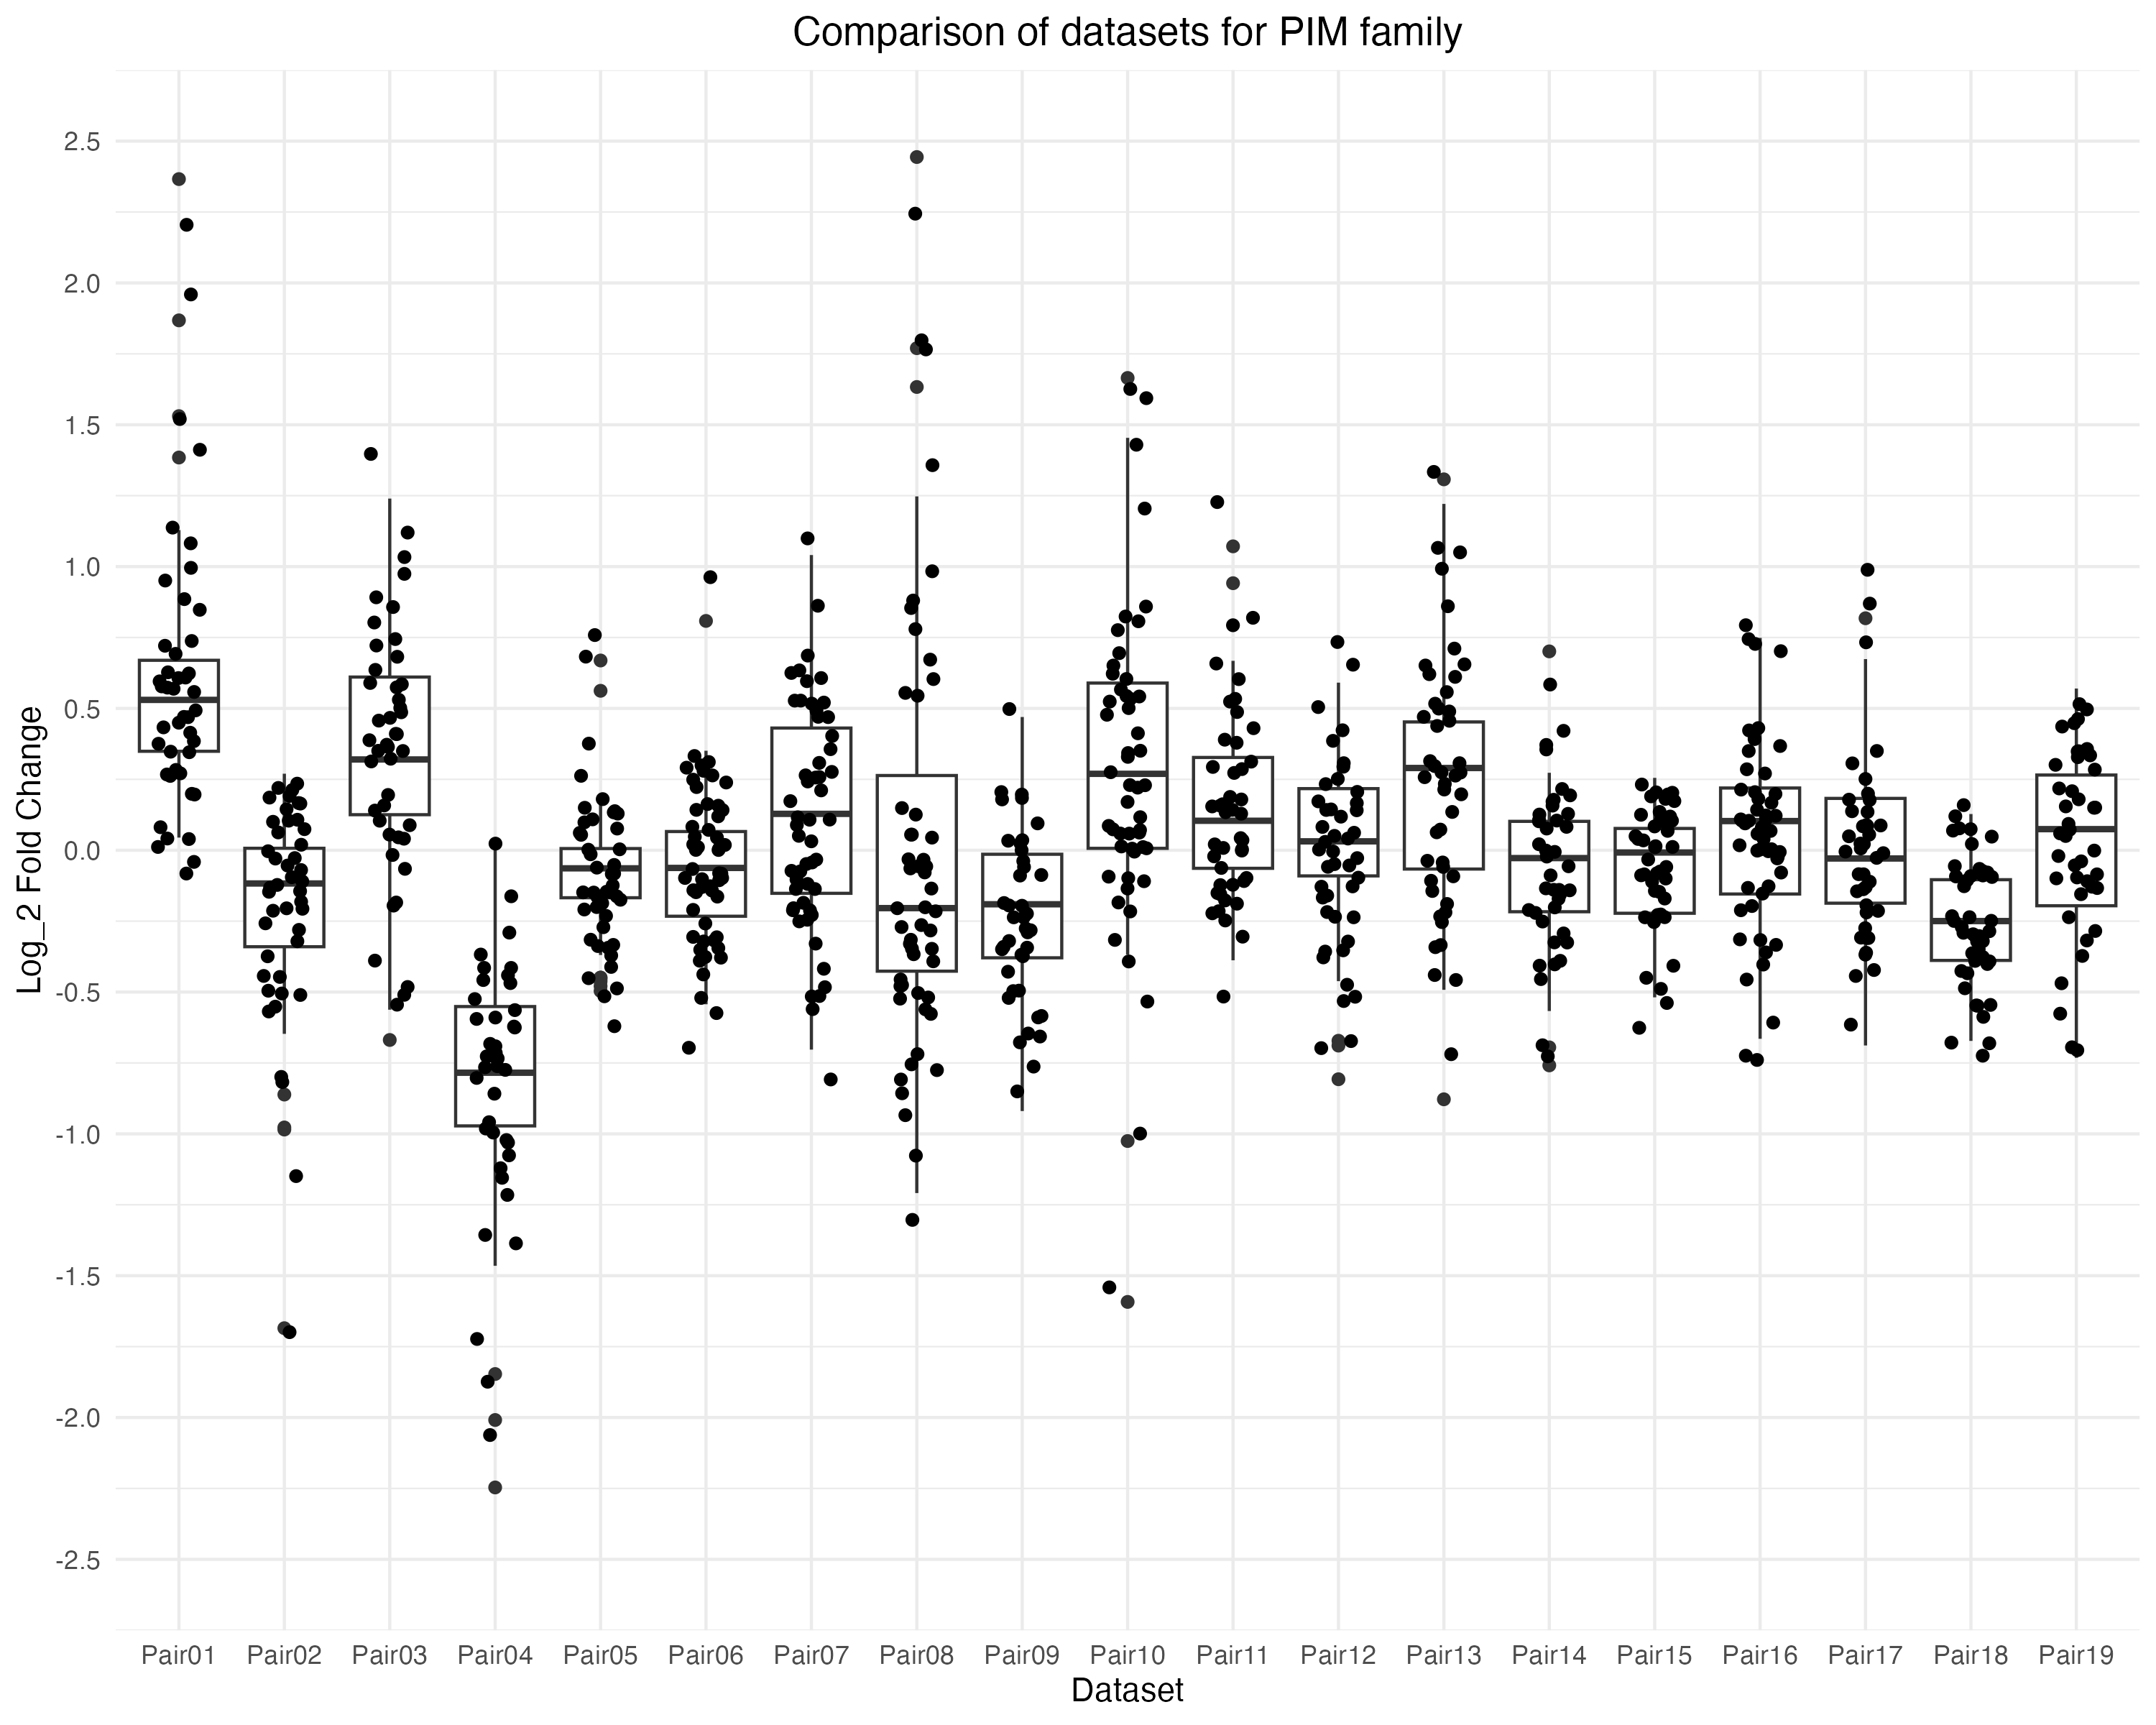 Comparison of datasets for PIM family
Log_2 Fold Change
2.5
2.0
1.5
1.0
0.5
0.0
-0.5
-1.0
-1.5
-2.0
-2.5
Pair01 Pair02 Pair03 Pair04 Pair05 Pair06 Pair07 Pair08 Pair09 Pair10 Pair11 Pair12 Pair13 Pair14 Pair15 Pair16 Pair17 Pair18 Pair19
Dataset